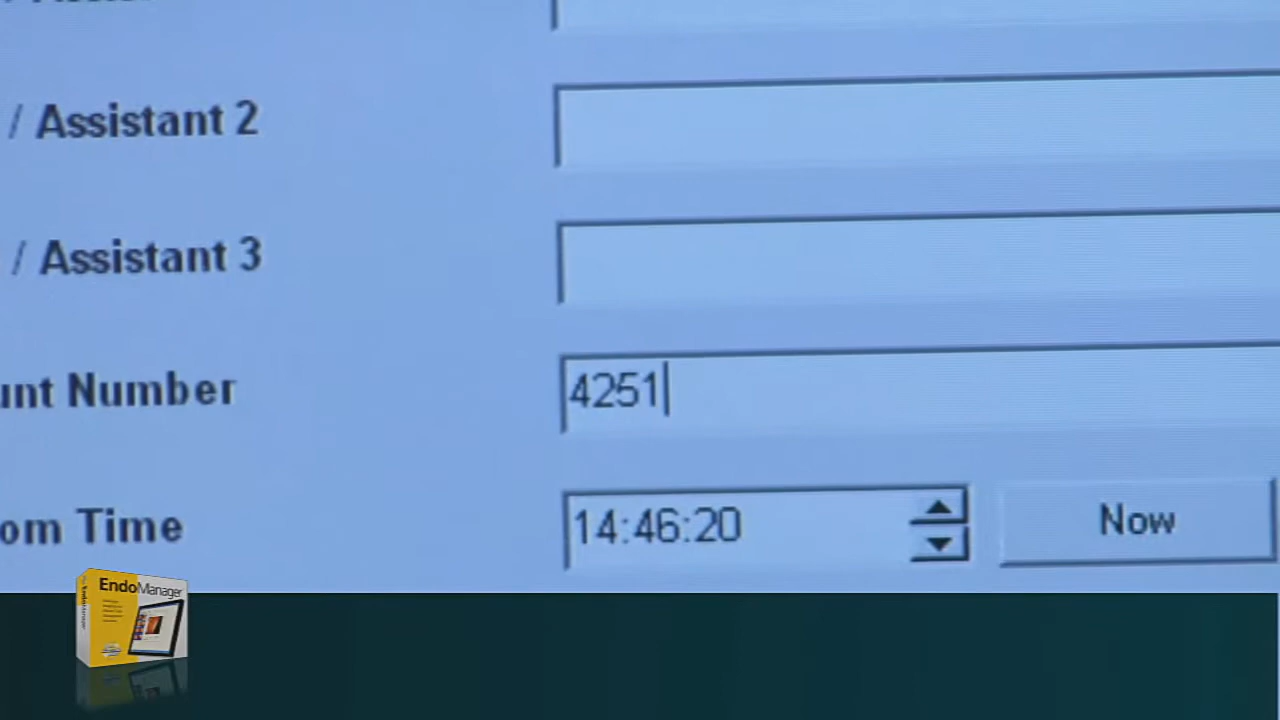 / Assistant 2
/ Assistant 3
unt Number 4251
om Time 14:46:20 Now
EndoManager